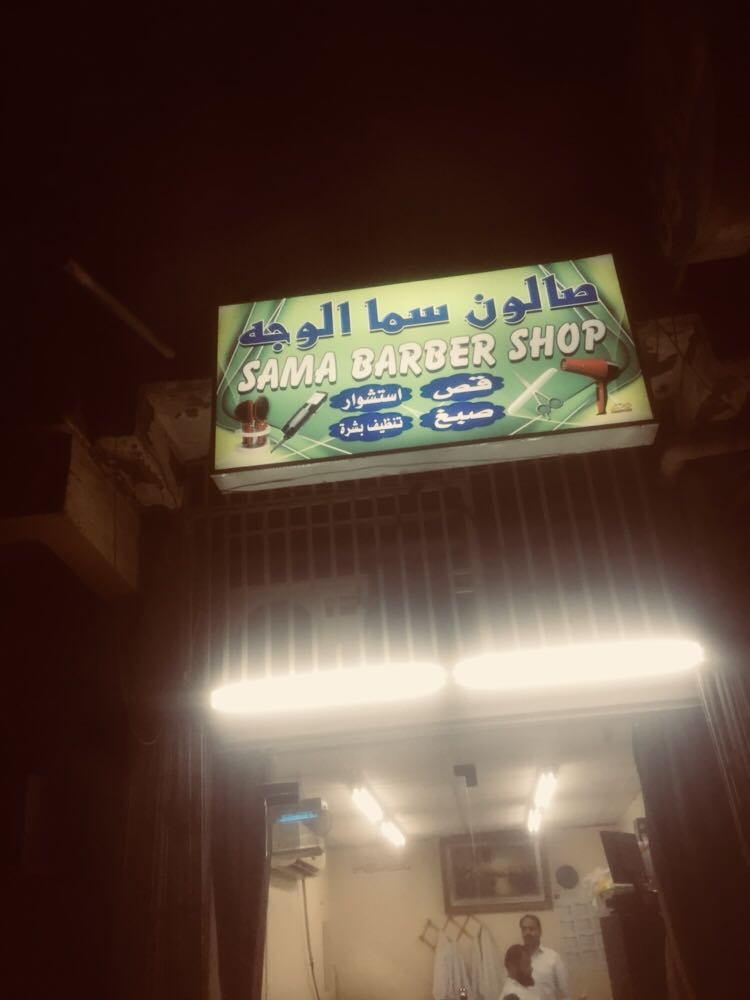 صالون سما الوجه
SAMA BARBER SHOP
قص استشوار
صبغ تنظيف بشرة